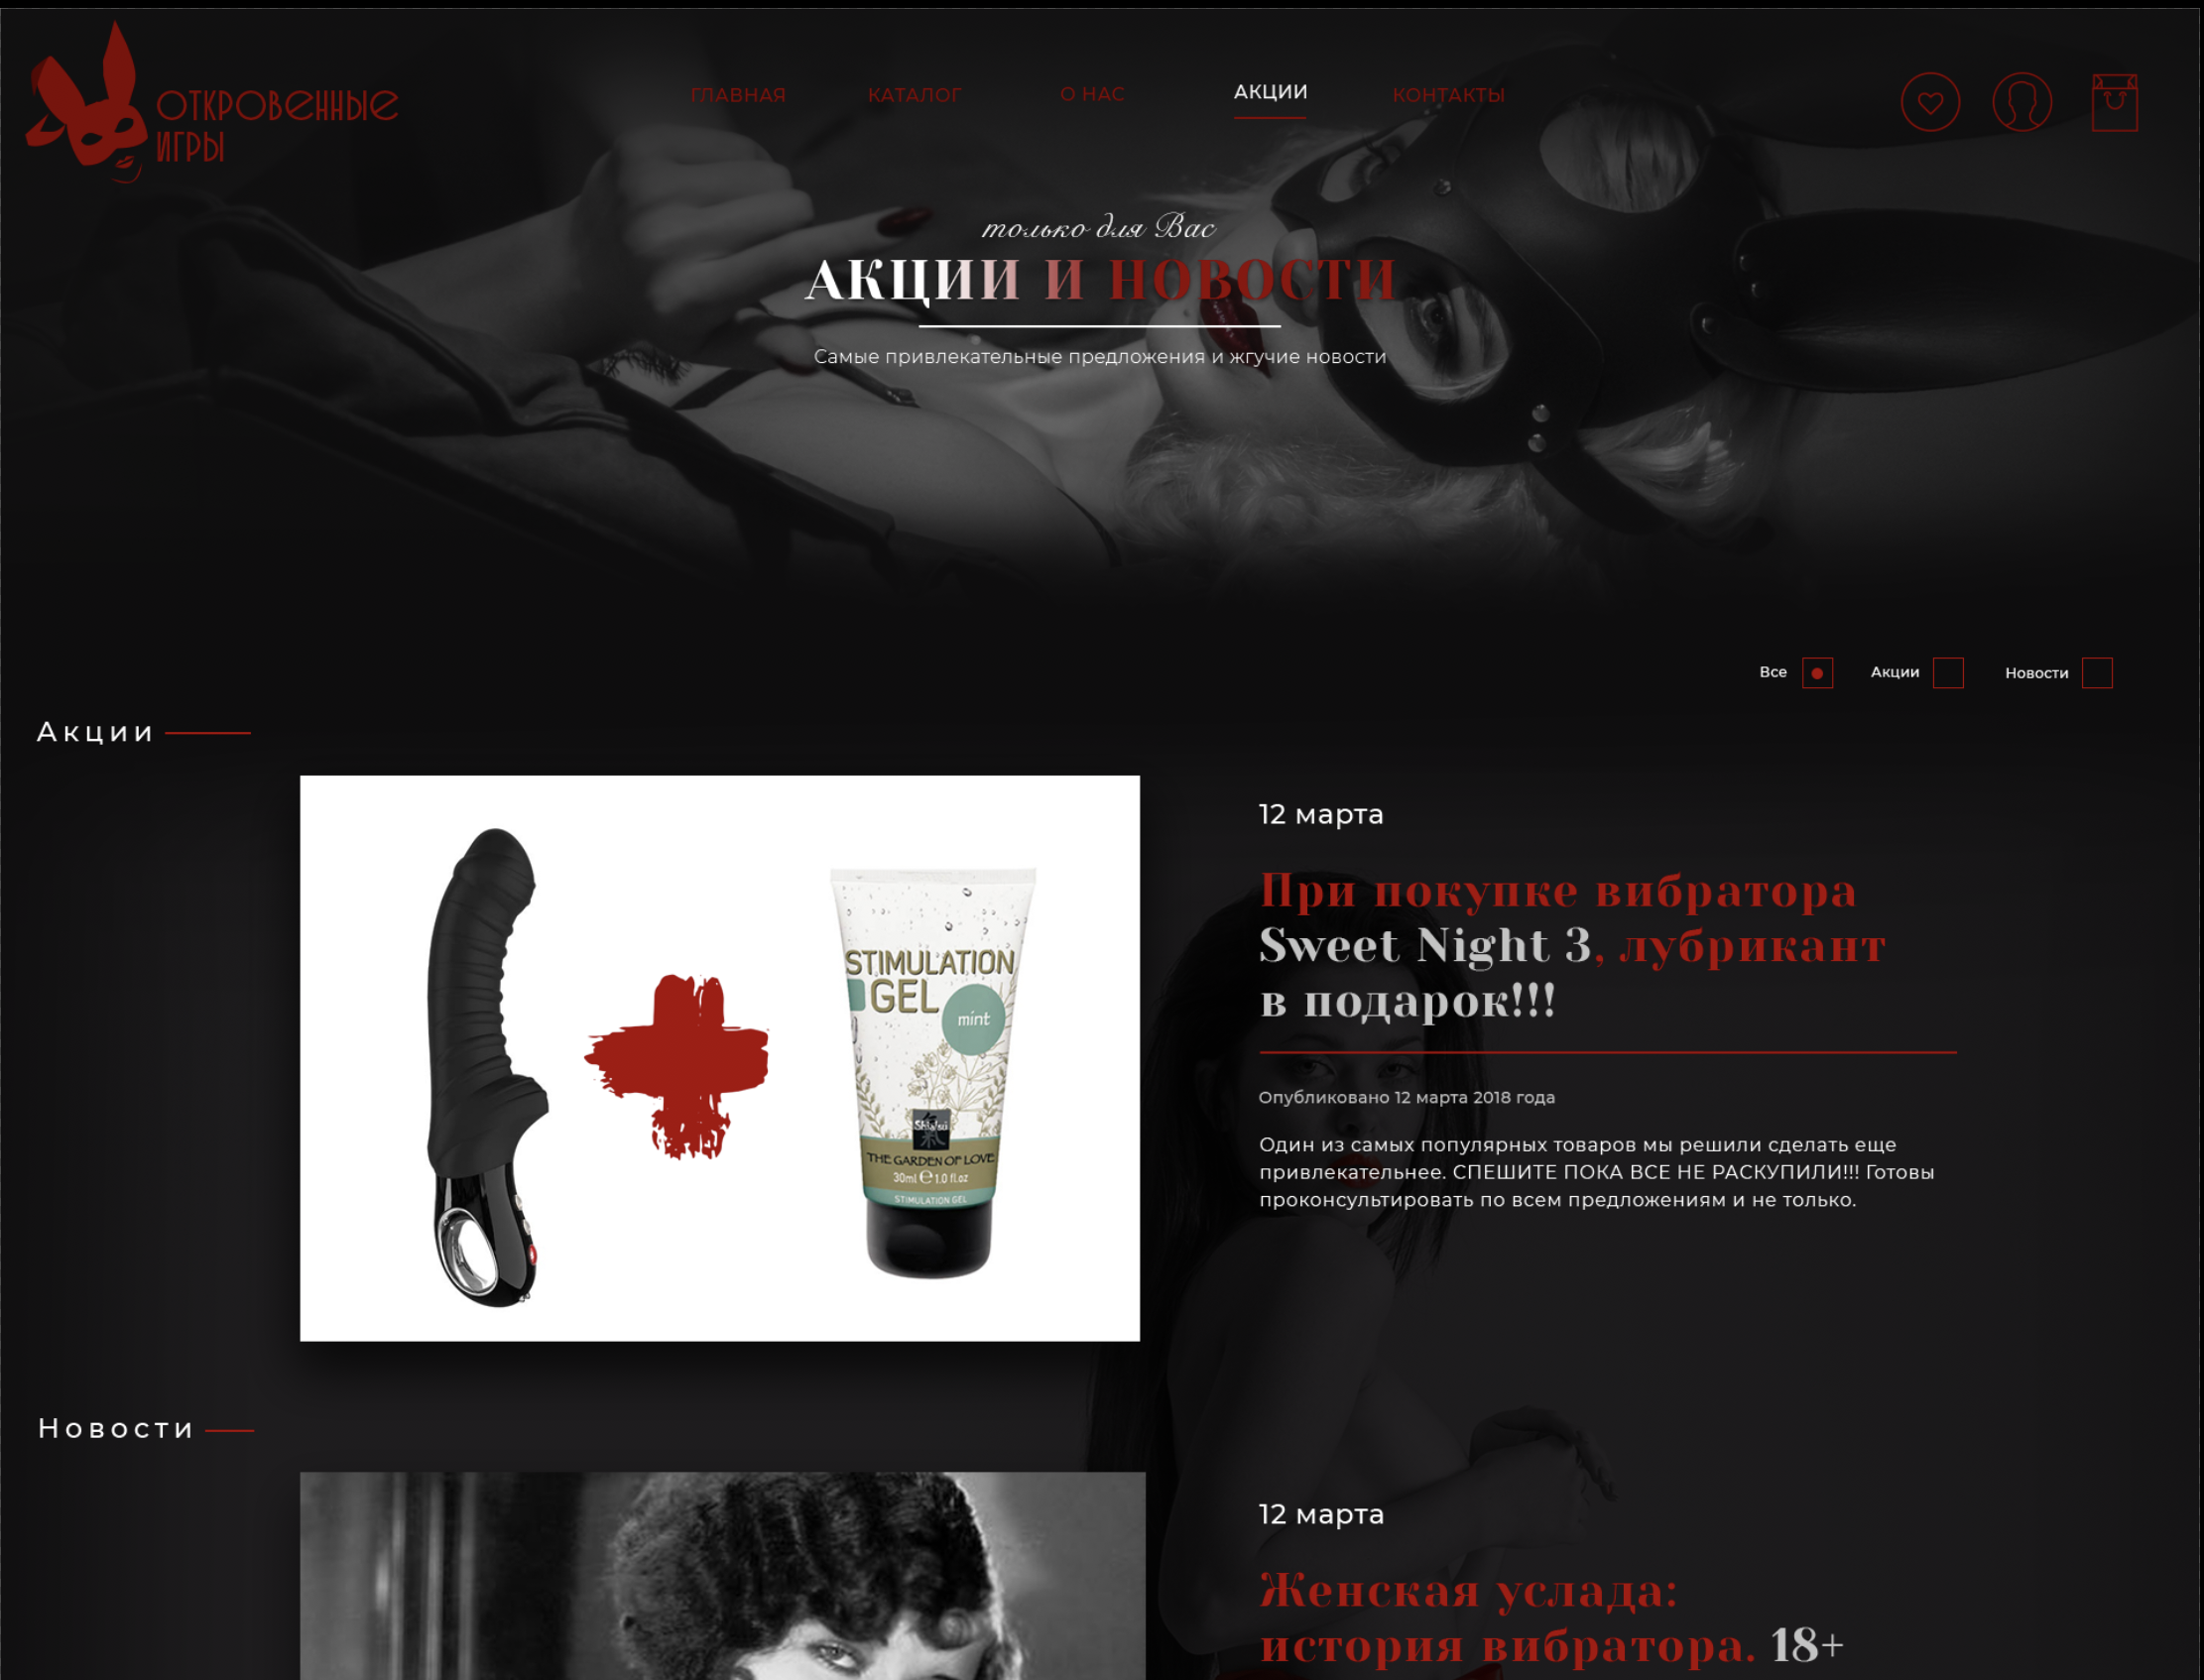 ОТКРОВЕННЫЕ
ИГРЫ
ГЛАВНАЯ
КАТАЛОГ
О НАС
АКЦИИ
КОНТАКТЫ
только для Вас
АКЦИИ И НОВОСТИ
Самые привлекательные предложения и жгучие новости
Все
Акции
Новости
Акции
STIMULATION
GEL
mint
Shiatsu
THE GARDEN OF LOVE
30ml ℮ 1.0 fl.oz
STIMULATION GEL
12 марта
При покупке вибратора
Sweet Night 3, лубрикант
в подарок!!!
Опубликовано 12 марта 2018 года
Один из самых популярных товаров мы решили сделать еще
привлекательнее. СПЕШИТЕ ПОКА ВСЕ НЕ РАСКУПИЛИ!!! Готовы
проконсультировать по всем предложениям и не только.
Новости
12 марта
Женская услада:
история вибратора. 18+